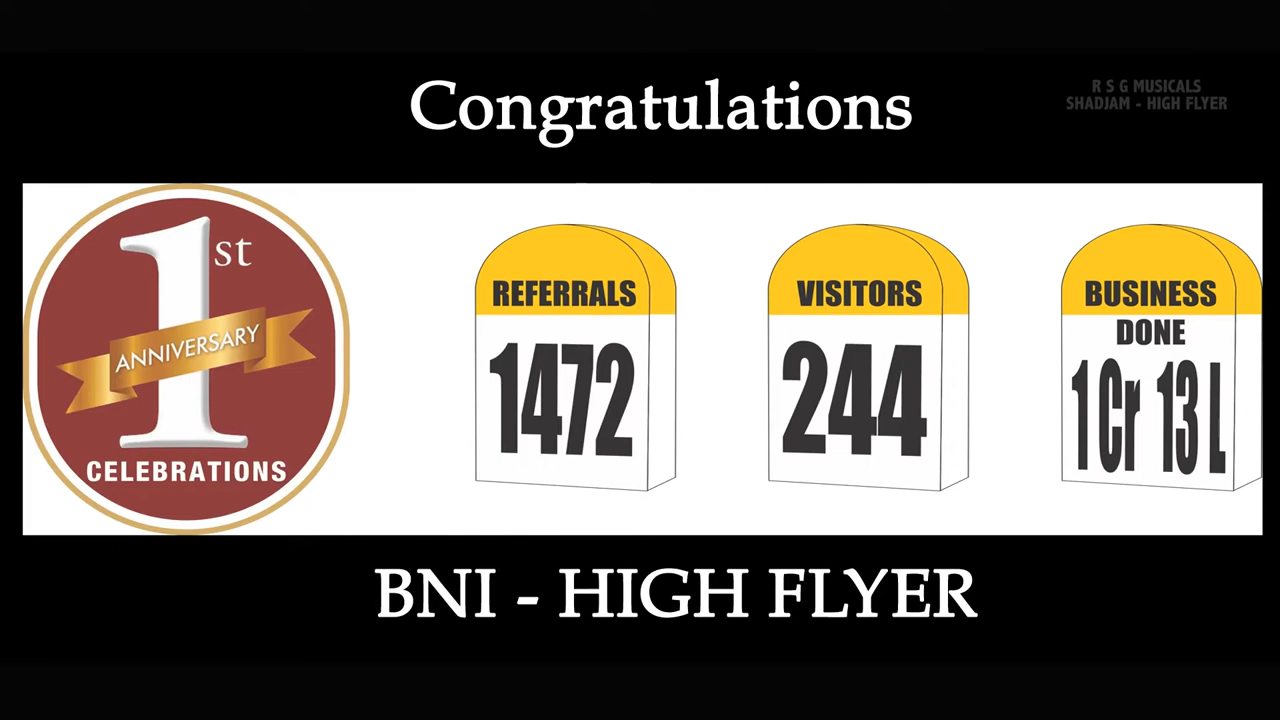 Congratulations
R S G MUSICALS
SHADJAM - HIGH FLYER
1st
ANNIVERSARY
CELEBRATIONS
REFERRALS
1472
VISITORS
244
BUSINESS
DONE
1 Cr 13 L
BNI - HIGH FLYER